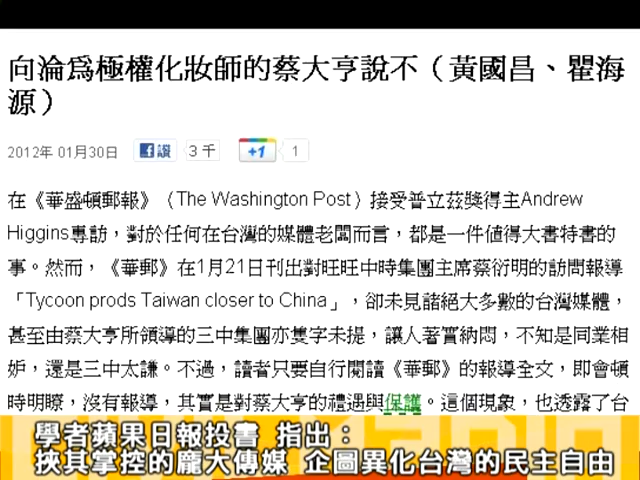 向淪為極權化妝師的蔡大亨說不（黃國昌、瞿海
源）
2012年 01月30日 讚 3 千 +1 1
在《華盛頓郵報》（The Washington Post）接受普立茲獎得主Andrew
Higgins專訪，對於任何在台灣的媒體老闆而言，都是一件值得大書特書的
事。然而，《華郵》在1月21日刊出對旺旺中時集團主席蔡衍明的訪問報導
「Tycoon prods Taiwan closer to China」，卻未見諸絕大多數的台灣媒體，
甚至由蔡大亨所領導的三中集團亦隻字未提，讓人著實納悶，不知是同業相
妒，還是三中太謙。不過，讀者只要自行閱讀《華郵》的報導全文，即會頓
時明瞭，沒有報導，其實是對蔡大亨的禮遇與保護。這個現象，也透露了台
學者蘋果日報投書 指出：
挾其掌控的龐大傳媒 企圖異化台灣的民主自由